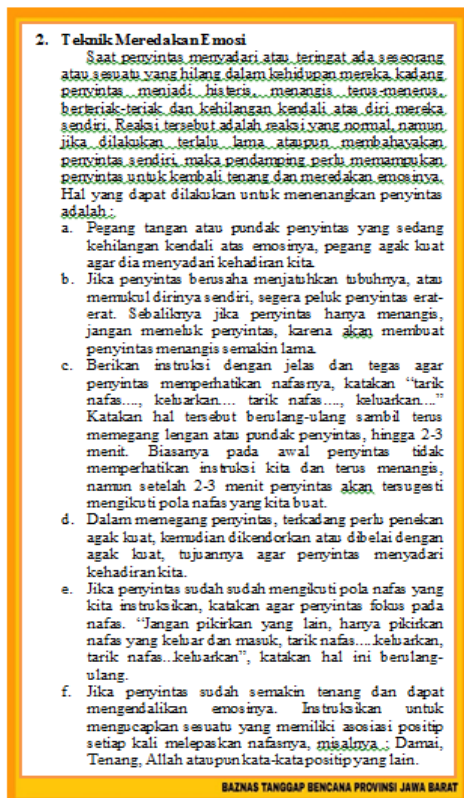 2. Teknik Meredakan Emosi
Saat penyintas menyadari atau teringat ada seseorang
atau sesuatu yang hilang dalam kehidupan mereka, kadang
penyintas menjadi histeris, menangis terus-menerus,
berteriak-teriak dan kehilangan kendali atas diri mereka
sendiri. Reaksi tersebut adalah reaksi yang normal, namun
jika dilakukan terlalu lama ataupun membahayakan
penyintas sendiri, maka pendamping perlu memampukan
penyintas untuk kembali tenang dan meredakan emosinya.
Hal yang dapat dilakukan untuk menenangkan penyintas
adalah :
a. Pegang tangan atau pundak penyintas yang sedang
kehilangan kendali atas emosinya, pegang agak kuat
agar dia menyadari kehadiran kita.
b. Jika penyintas berusaha menjatuhkan tubuhnya, atau
memukul dirinya sendiri, segera peluk penyintas erat-
erat. Sebaliknya jika penyintas hanya menangis,
jangan memeluk penyintas, karena akan membuat
penyintas menangis semakin lama.
c. Berikan instruksi dengan jelas dan tegas agar
penyintas memperhatikan nafasnya, katakan “tarik
nafas...., keluarkan.... tarik nafas...., keluarkan....”
Katakan hal tersebut berulang-ulang sambil terus
memegang lengan atau pundak penyintas, hingga 2-3
menit. Biasanya pada awal penyintas tidak
memperhatikan instruksi kita dan terus menangis,
namun setelah 2-3 menit penyintas akan tersugesti
mengikuti pola nafas yang kita buat.
d. Dalam memegang penyintas, terkadang perlu penekan
agak kuat, kemudian dikendorkan atau dibelai dengan
agak kuat, tujuannya agar penyintas menyadari
kehadiran kita.
e. Jika penyintas sudah sudah mengikuti pola nafas yang
kita instruksikan, katakan agar penyintas fokus pada
nafas. “Jangan pikirkan yang lain, hanya pikirkan
nafas yang keluar dan masuk, tarik nafas.....keluarkan,
tarik nafas...keluarkan”, katakan hal ini berulang-
ulang.
f. Jika penyintas sudah semakin tenang dan dapat
mengendalikan emosinya. Instruksikan untuk
mengucapkan sesuatu yang memiliki asosiasi positip
setiap kali melepaskan nafasnya, misalnya : Damai,
Tenang, Allah ataupun kata-kata positip yang lain.
BAZNAS TANGGAP BENCANA PROVINSI JAWA BARAT